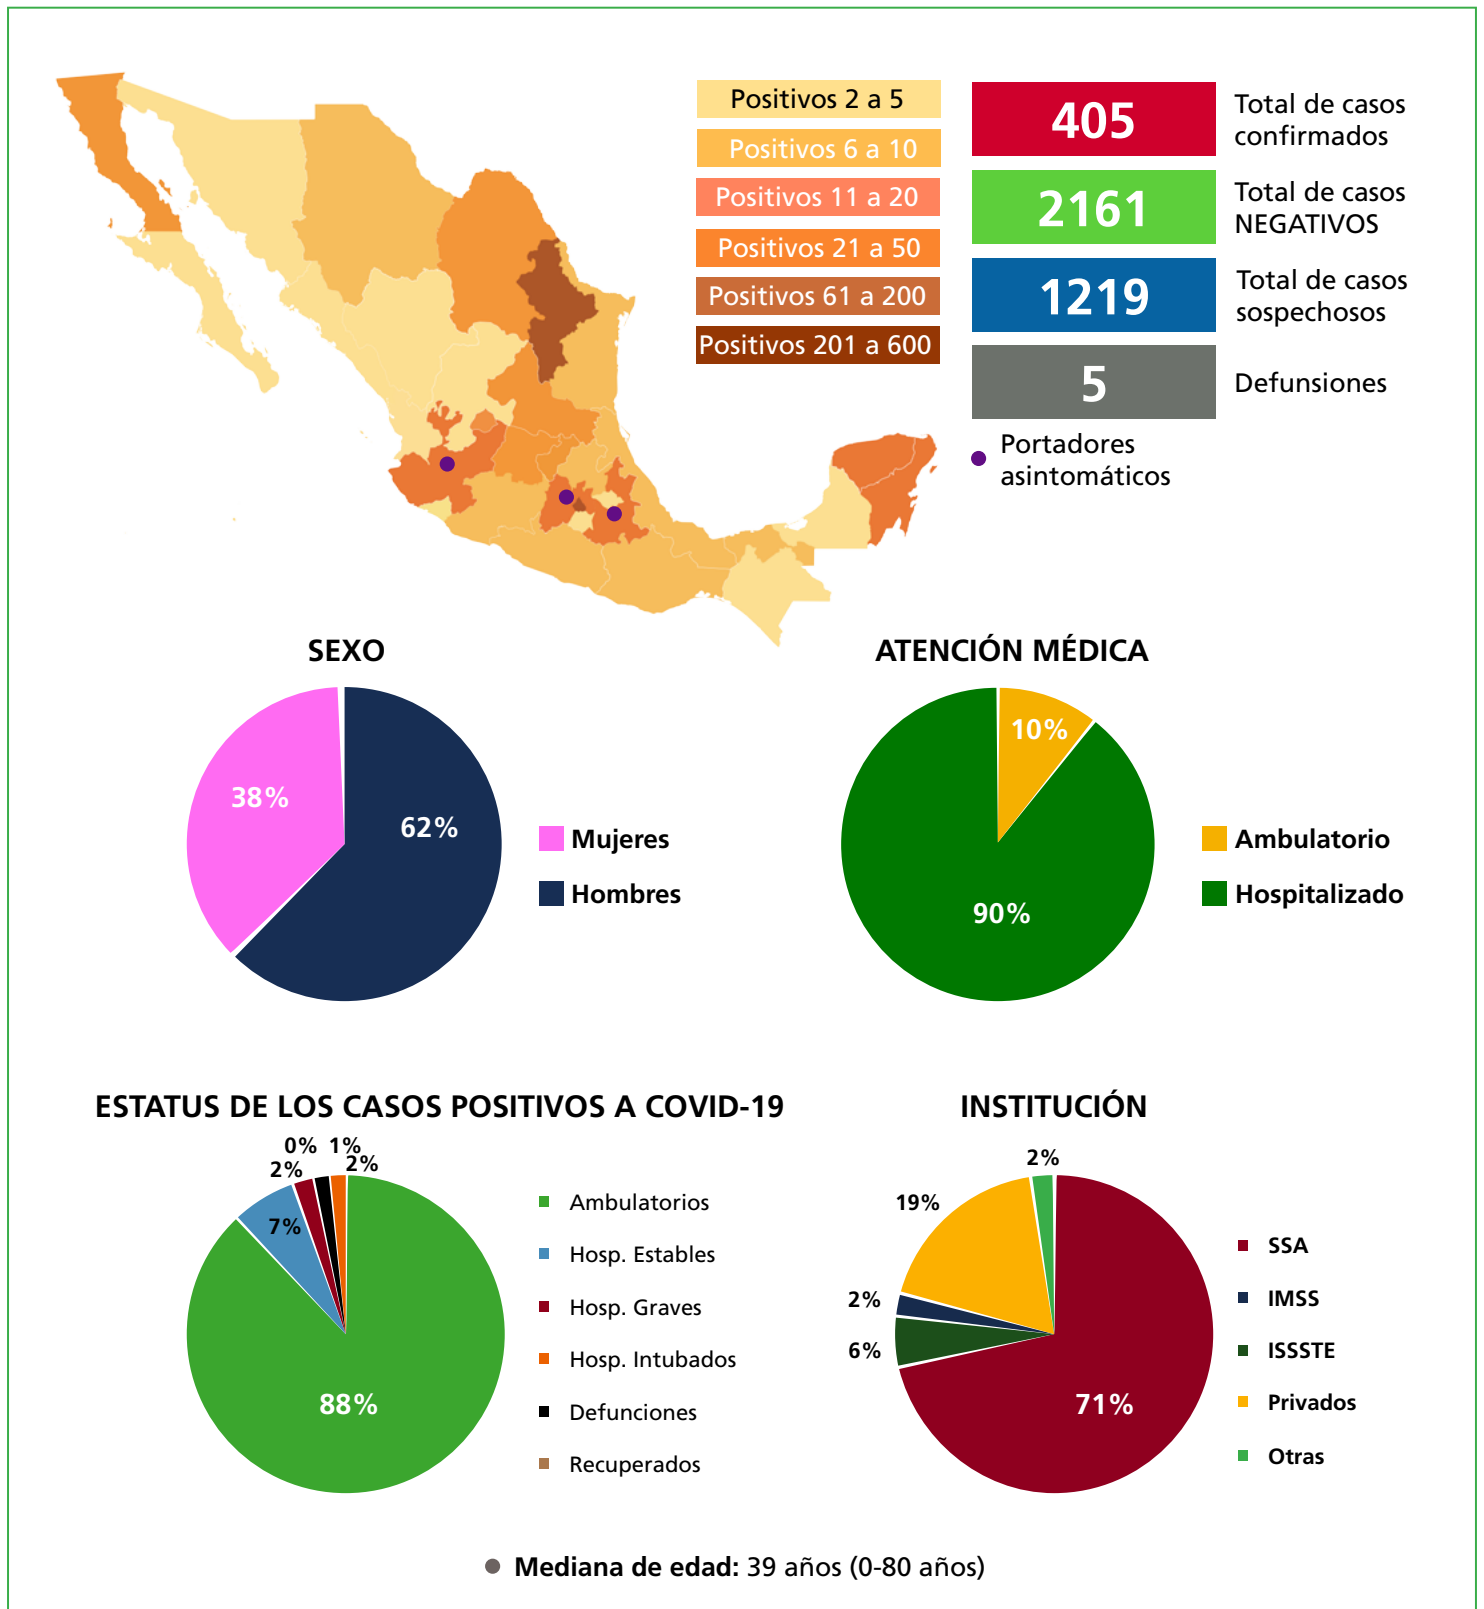 Positivos 2 a 5
Positivos 6 a 10
Positivos 11 a 20
Positivos 21 a 50
Positivos 61 a 200
Positivos 201 a 600
405
Total de casos
confirmados
2161
Total de casos
NEGATIVOS
1219
Total de casos
sospechosos
5
Defunsiones
Portadores
asintomáticos
SEXO
38%
62%
Mujeres
Hombres
ATENCIÓN MÉDICA
10%
90%
Ambulatorio
Hospitalizado
ESTATUS DE LOS CASOS POSITIVOS A COVID-19
0%
1%
2%
2%
7%
88%
Ambulatorios
Hosp. Estables
Hosp. Graves
Hosp. Intubados
Defunciones
Recuperados
INSTITUCIÓN
2%
19%
2%
6%
71%
SSA
IMSS
ISSSTE
Privados
Otras
Mediana de edad: 39 años (0-80 años)